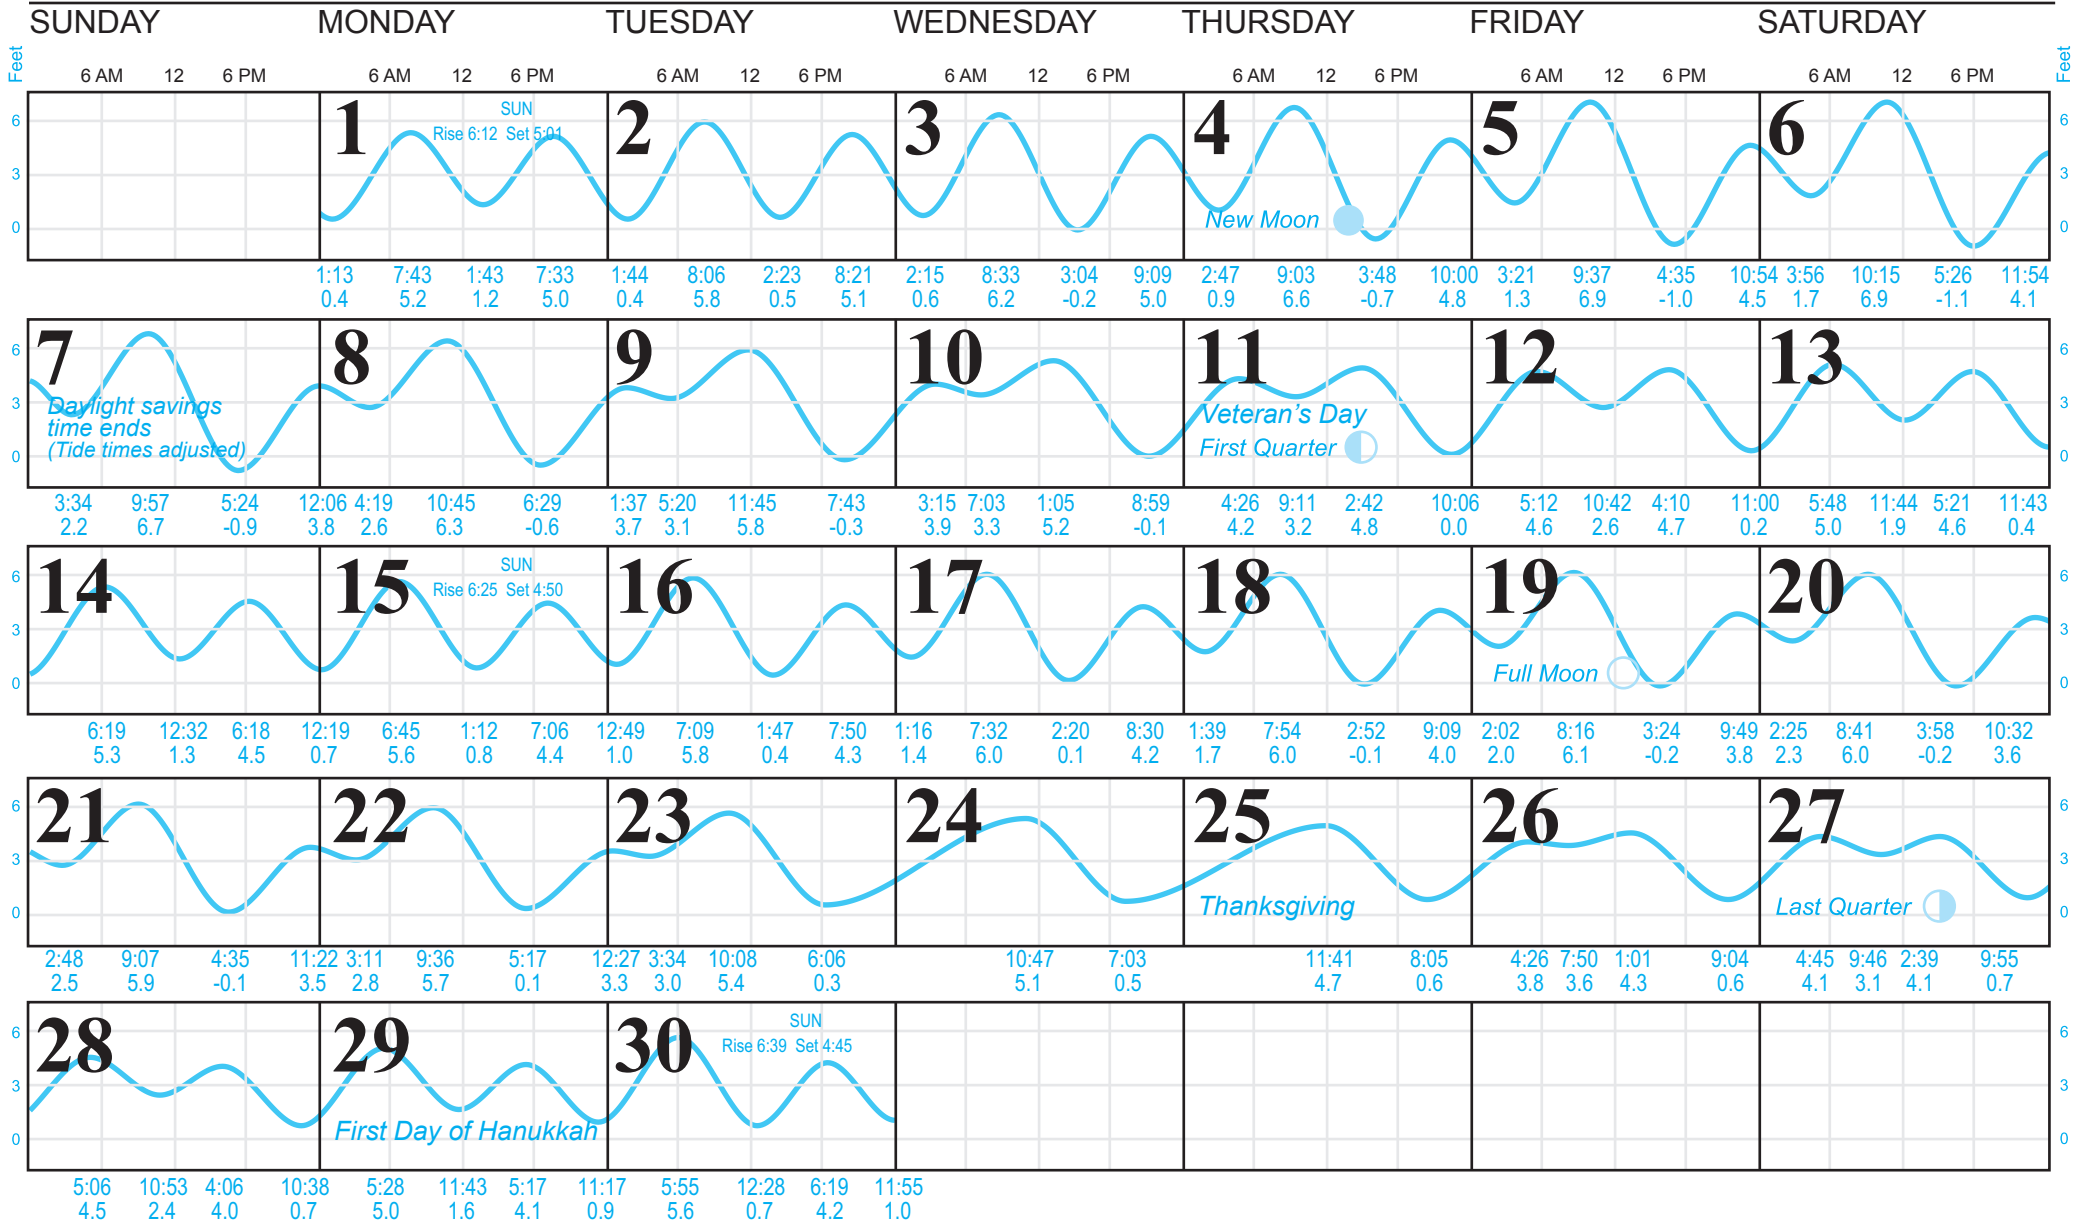 SUNDAY MONDAY TUESDAY WEDNESDAY THURSDAY FRIDAY SATURDAY
Feet 6 AM 12 6 PM 6 AM 12 6 PM 6 AM 12 6 PM 6 AM 12 6 PM 6 AM 12 6 PM 6 AM 12 6 PM 6 AM 12 6 PM Feet
1 SUN 2 3 4 5 6
6 Rise 6:12 Set 5:01 6
3 3
0 New Moon 0
1:13 7:43 1:43 7:33 1:44 8:06 2:23 8:21 2:15 8:33 3:04 9:09 2:47 9:03 3:48 10:00 3:21 9:37 4:35 10:54 3:56 10:15 5:26 11:54
0.4 5.2 1.2 5.0 0.4 5.8 0.5 5.1 0.6 6.2 -0.2 5.0 0.9 6.6 -0.7 4.8 1.3 6.9 -1.0 4.5 1.7 6.9 -1.1 4.1
7 8 9 10 11 12 13
6 6
3 Daylight savings Veteran's Day 3
time ends
0 (Tide times adjusted) First Quarter 0
3:34 9:57 5:24 12:06 4:19 10:45 6:29 1:37 5:20 11:45 7:43 3:15 7:03 1:05 8:59 4:26 9:11 2:42 10:06 5:12 10:42 4:10 11:00 5:48 11:44 5:21 11:43
2.2 6.7 -0.9 3.8 2.6 6.3 -0.6 3.7 3.1 5.8 -0.3 3.9 3.3 5.2 -0.1 4.2 3.2 4.8 0.0 4.6 2.6 4.7 0.2 5.0 1.9 4.6 0.4
14 15 SUN 16 17 18 19 20
6 Rise 6:25 Set 4:50 6
3 3
0 Full Moon 0
6:19 12:32 6:18 12:19 6:45 1:12 7:06 12:49 7:09 1:47 7:50 1:16 7:32 2:20 8:30 1:39 7:54 2:52 9:09 2:02 8:16 3:24 9:49 2:25 8:41 3:58 10:32
5.3 1.3 4.5 0.7 5.6 0.8 4.4 1.0 5.8 0.4 4.3 1.4 6.0 0.1 4.2 1.7 6.0 -0.1 4.0 2.0 6.1 -0.2 3.8 2.3 6.0 -0.2 3.6
21 22 23 24 25 26 27
6 6
3 3
0 Thanksgiving Last Quarter 0
2:48 9:07 4:35 11:22 3:11 9:36 5:17 12:27 3:34 10:08 6:06 10:47 7:03 11:41 8:05 4:26 7:50 1:01 9:04 4:45 9:46 2:39 9:55
2.5 5.9 -0.1 3.5 2.8 5.7 0.1 3.3 3.0 5.4 0.3 5.1 0.5 4.7 0.6 3.8 3.6 4.3 0.6 4.1 3.1 4.1 0.7
28 29 30 SUN
6 Rise 6:39 Set 4:45 6
3 3
0 First Day of Hanukkah 0
5:06 10:53 4:06 10:38 5:28 11:43 5:17 11:17 5:55 12:28 6:19 11:55
4.5 2.4 4.0 0.7 5.0 1.6 4.1 0.9 5.6 0.7 4.2 1.0